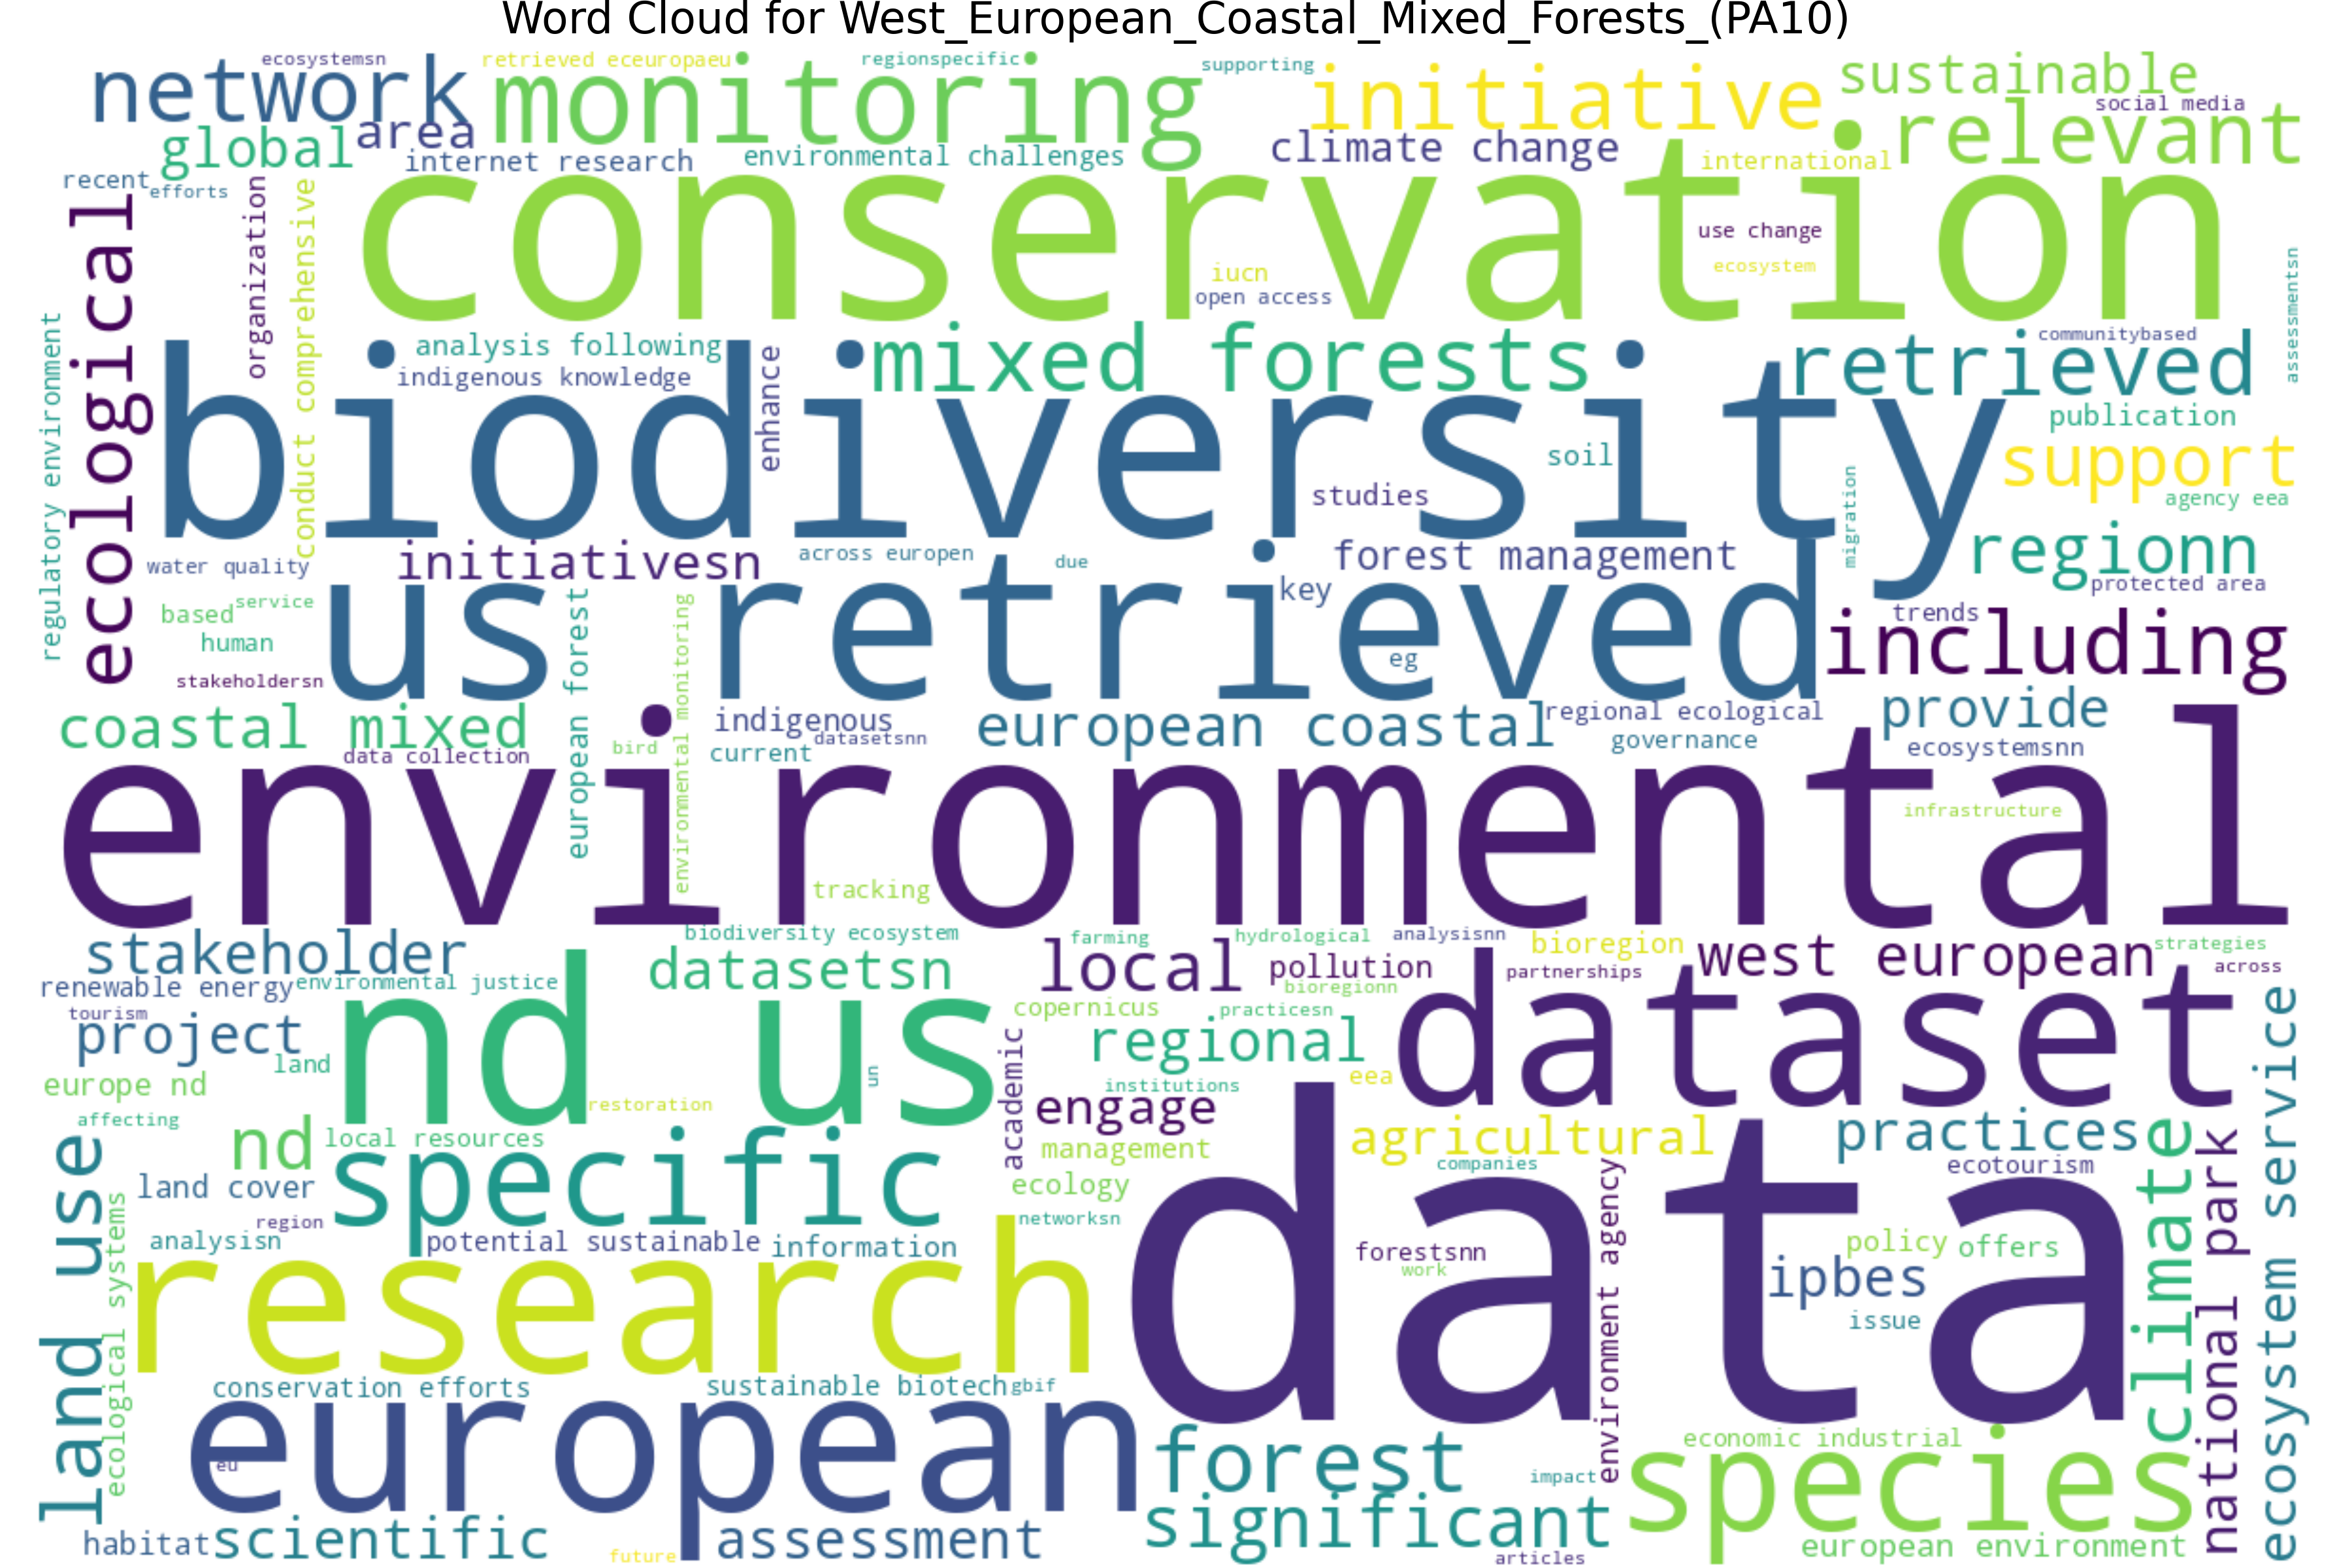 Word Cloud for West_European_Coastal_Mixed_Forests_(PA10)
ecosystemsn
retrieved eceuropaeu
regionspecific
supporting
network
monitoring
initiative
sustainable
social media
global
area
relevant
internet research
environmental challenges
climate change
international
recent
efforts
organization
conduct comprehensive
ecological
conservation
use change
ecosystem
iucn
open access
assessmentsn
regulatory environment
analysis following
indigenous knowledge
enhance
mixed forests
communitybased
retrieved
publication
biodiversity
soil
studies
support
agency eea
migration
water quality
initiativesn
across europen
due
forest management
regionn
protected area
based
service
human
stakeholdersn
us retrieved
key
eg
trends
including
european forest
environmental monitoring
coastal mixed
data collection
bird
indigenous
datasetsnn
current
european coastal
regional ecological
governance
provide
ecosystemsnn
environmental
infrastructure
tracking
stakeholder
biodiversity ecosystem
farming
hydrological
analysisnn
bioregion
west european
strategies
across
renewable energy
environmental justice
datasetsn
local
pollution
bioregionn
partnerships
tourism
project
land
nd us
un
copernicus
practicesn
regional
dataset
europe nd
affecting
restoration
academic
institutions
eea
engage
nd
local resources
management
agricultural
companies
practices
ecotourism
land cover
specific
ecology
networksn
region
analysisn
potential sustainable
information
land use
ecological systems
research
data
forestsnn
work
environment agency
ipbes
policy
offers
issue
climate
national park
ecosystem service
conservation efforts
sustainable biotech
gbif
european
eu
forest
impact
economic industrial
species
habitat
scientific
future
assessment
significant
articles
european environment